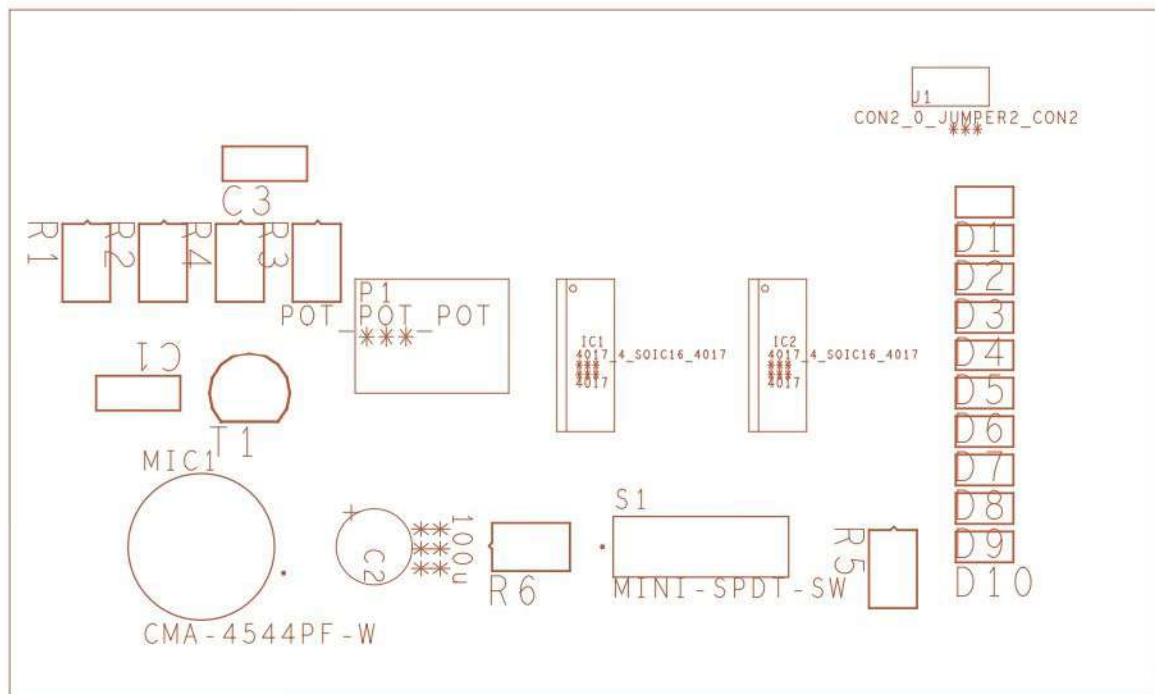 J1
CON2_0_JUMPER2_CON2
***
C3
R1
R2
R4
R3
P1
POT_POT_POT
***
IC1
4017_4_SOIC16_4017
***
***
4017
IC2
4017_4_SOIC16_4017
***
***
4017
D1
D2
D3
D4
D5
D6
D7
D8
D9
D10
C1
T1
MIC1
CMA-4544PF-W
+
C2
***
***
100u
R6
S1
MINI-SPDT-SW
R5